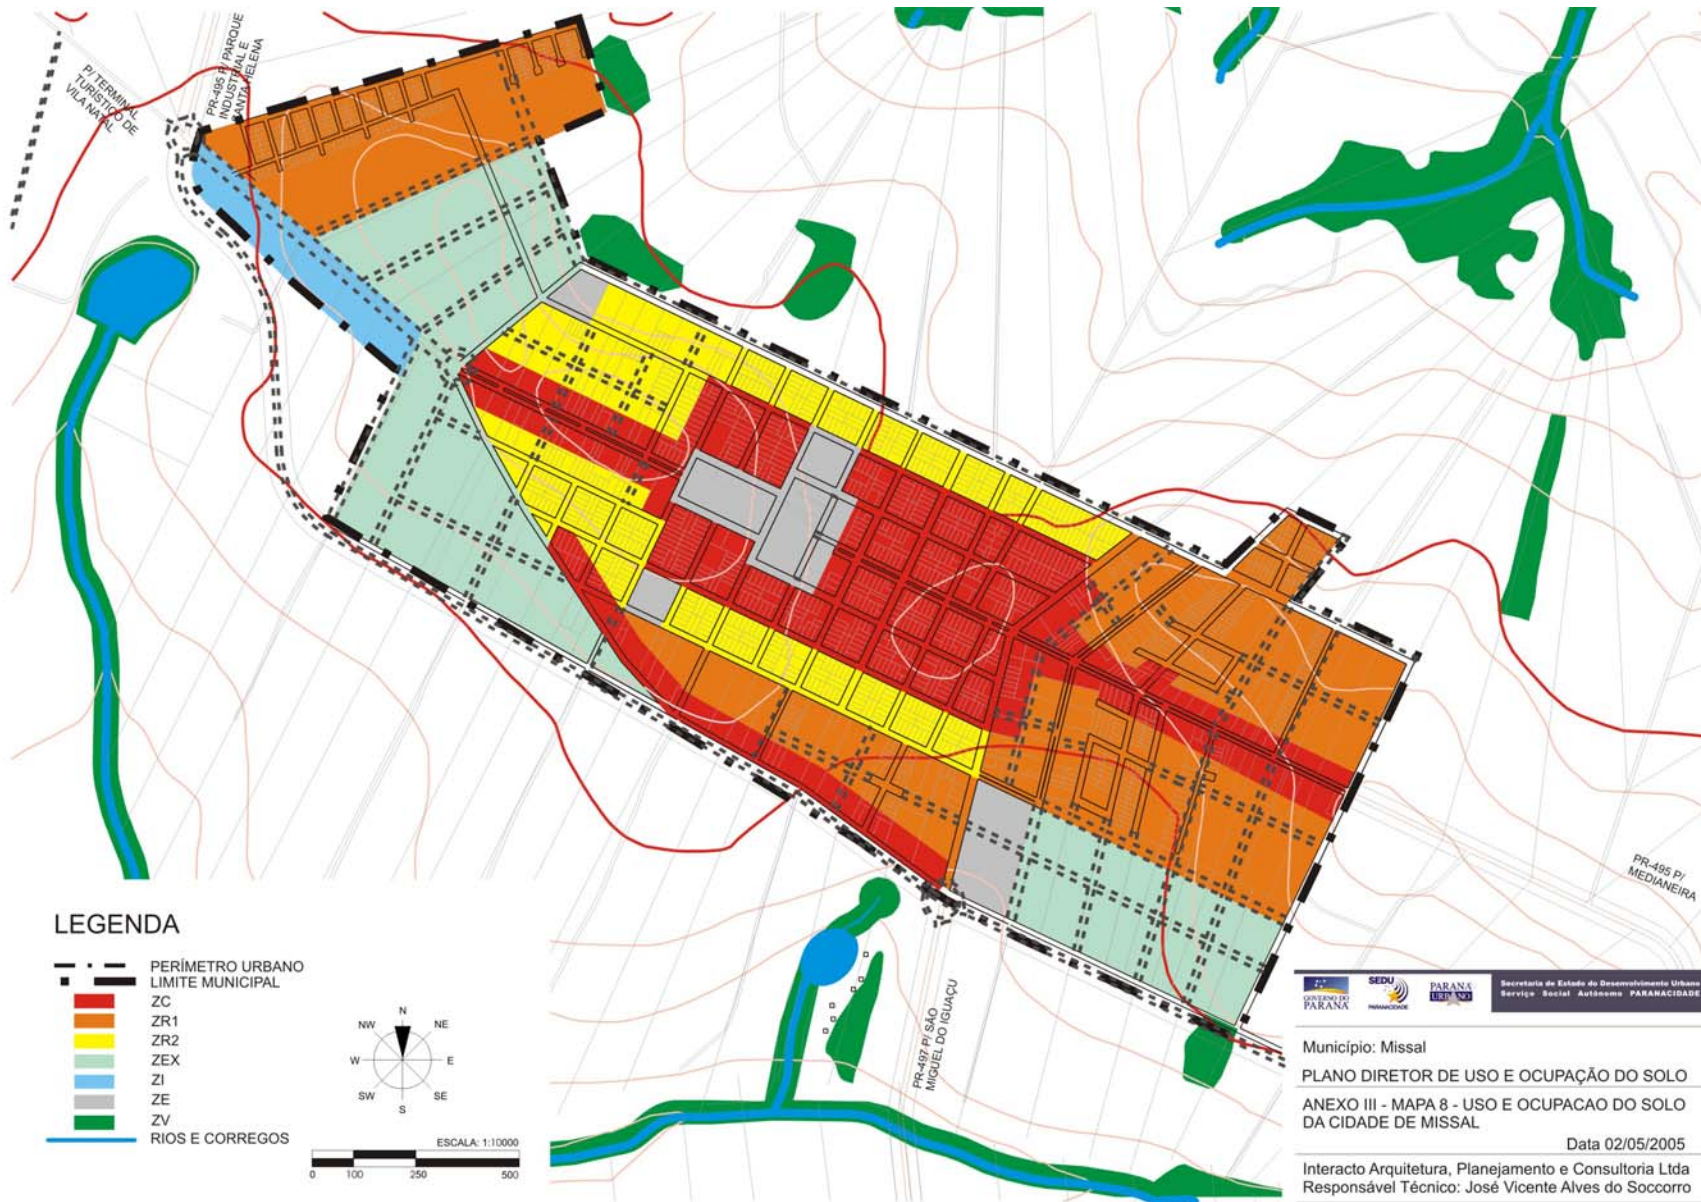 P/ TERMINAL
TURÍSTICO DE
VILA NATAL
PR-495 P/ PARQUE
INDUSTRIAL E
SANTA HELENA
PR-495 P/
MEDIANEIRA
PR-497 P/ SÃO
MIGUEL DO IGUAÇU
LEGENDA
PERÍMETRO URBANO
LIMITE MUNICIPAL
ZC
ZR1
ZR2
ZEX
ZI
ZE
ZV
RIOS E CORREGOS
N
NW
NE
W
E
SW
SE
S
ESCALA: 1:10000
0 100 250 500
GOVERNO DO
PARANÁ
SEDU
PARANACIDADE
PARANÁ
URBANO
Secretaria de Estado do Desenvolvimento Urbano
Serviço Social Autônomo PARANACIDADE
Município: Missal
PLANO DIRETOR DE USO E OCUPAÇÃO DO SOLO
ANEXO III - MAPA 8 - USO E OCUPACAO DO SOLO
DA CIDADE DE MISSAL
Data 02/05/2005
Interacto Arquitetura, Planejamento e Consultoria Ltda
Responsável Técnico: José Vicente Alves do Soccorro